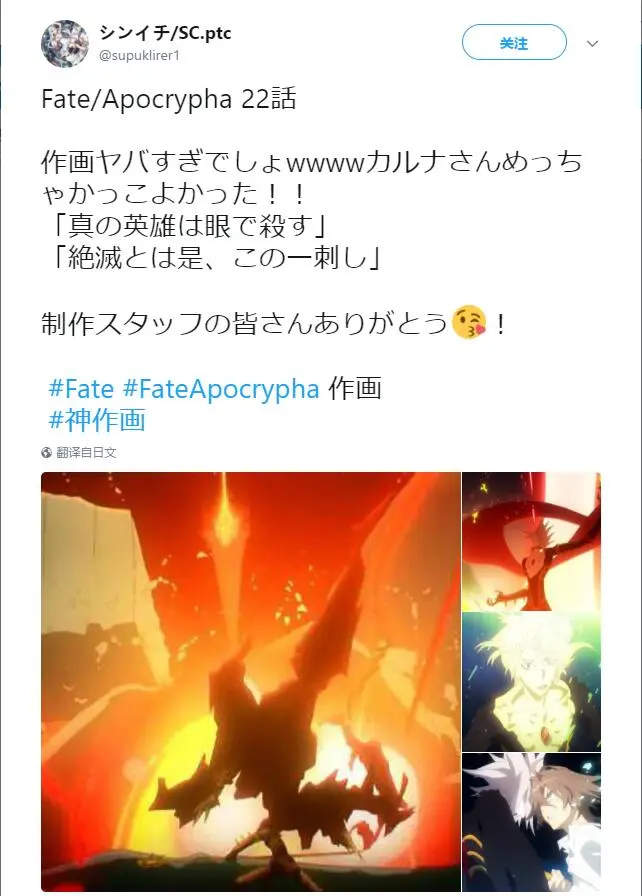 シンイチ/SC.ptc
@supuklirer1
关注
Fate/Apocrypha 22話
作画ヤバすぎでしょwwwwカルナさんめっち
ゃかっこよかった！！
「真の英雄は眼で殺す」
「絶滅とは是、この一刺し」
制作スタッフの皆さんありがとう😘！
#Fate #FateApocrypha 作画
#神作画
翻译自日文